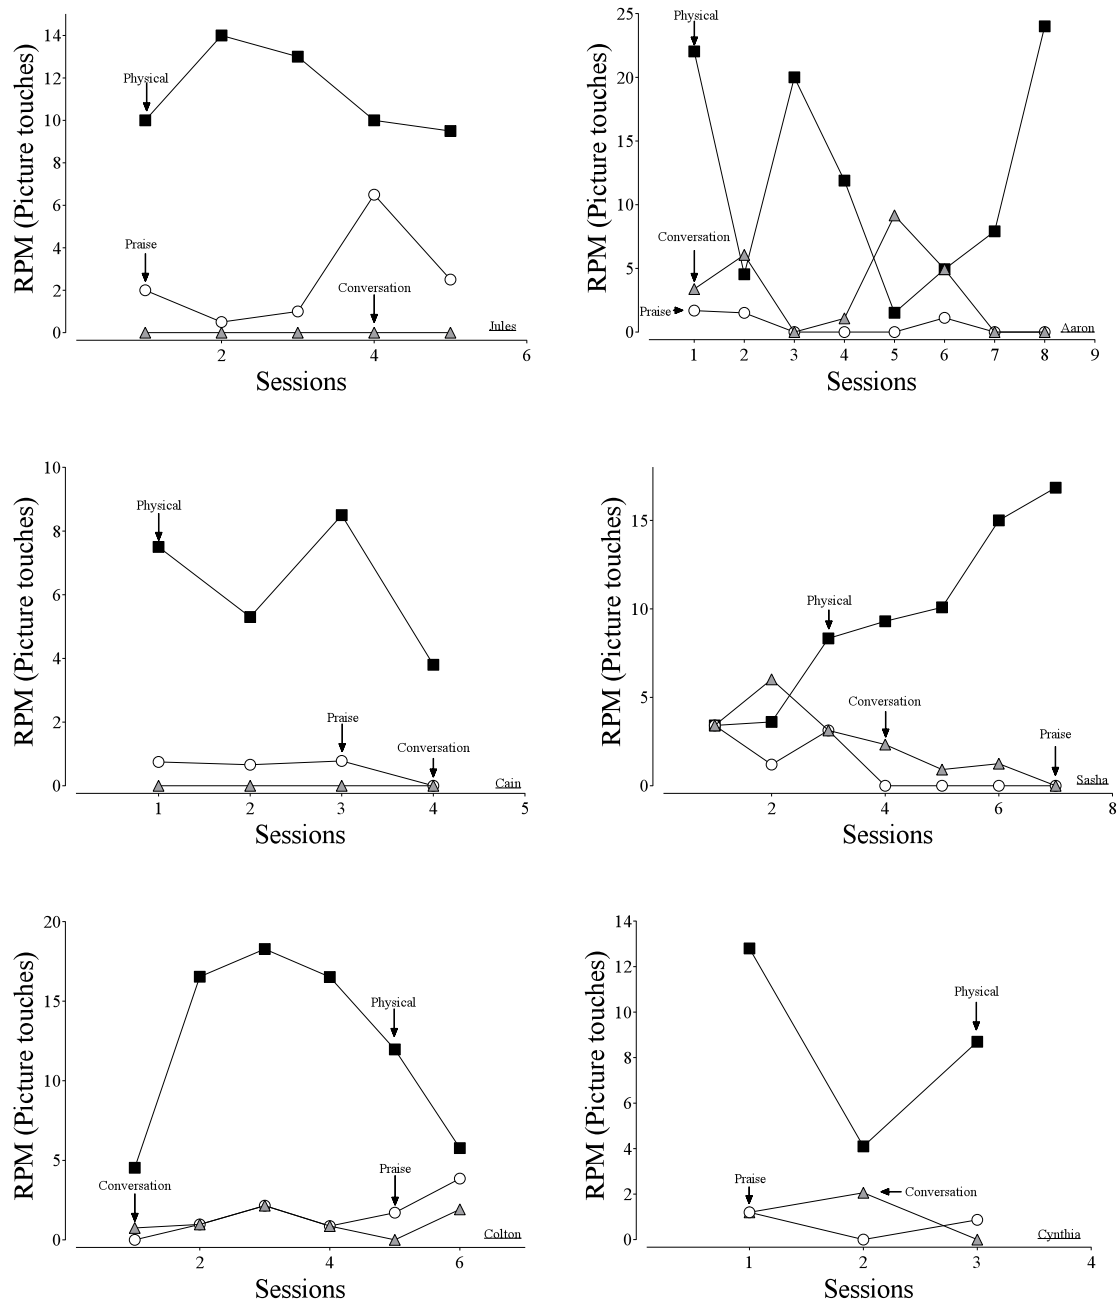 RPM (Picture touches)
14
12
10
8
6
4
2
0
Physical
Praise
Conversation
Jules
2 4 6
Sessions
RPM (Picture touches)
25
20
15
10
5
0
Physical
Conversation
Praise
Aaron
1 2 3 4 5 6 7 8 9
Sessions
RPM (Picture touches)
10
8
6
4
2
0
Physical
Praise
Conversation
Cain
1 2 3 4 5
Sessions
RPM (Picture touches)
15
10
5
0
Physical
Conversation
Praise
Sasha
2 4 6 8
Sessions
RPM (Picture touches)
20
15
10
5
0
Physical
Praise
Conversation
Colton
2 4 6
Sessions
RPM (Picture touches)
14
12
10
8
6
4
2
0
Physical
Praise
Conversation
Cynthia
1 2 3 4
Sessions